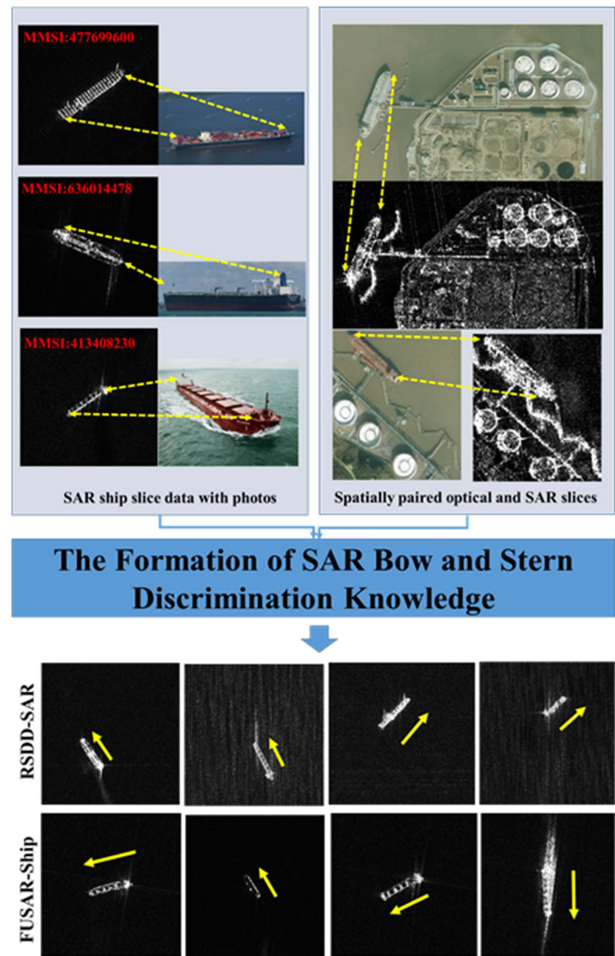 MMSI:477699600
MMSI:636014478
MMSI:413408230
SAR ship slice data with photos
Spatially paired optical and SAR slices
The Formation of SAR Bow and Stern
Discrimination Knowledge
RSDD-SAR
FUSAR-Ship